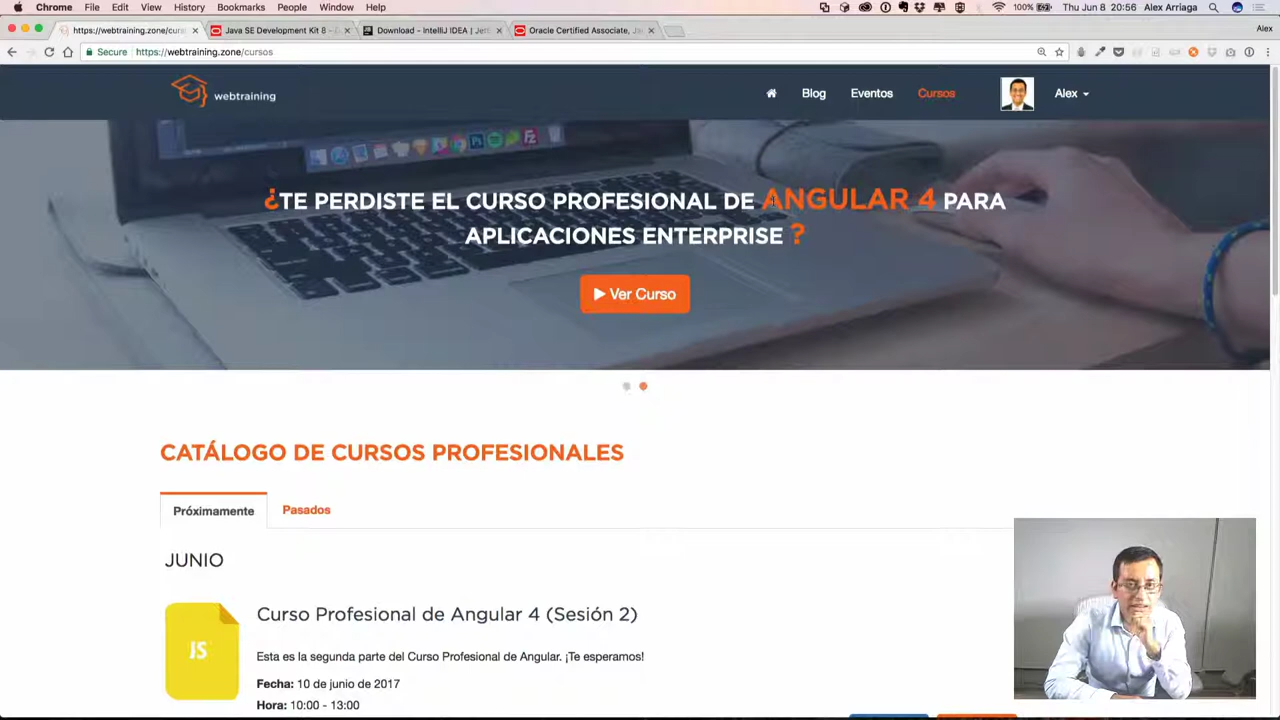 Chrome File Edit View History Bookmarks People Window Help
100% Thu Jun 8 20:56 Alex Arriaga
https://webtraining.zone/cur
Java SE Development Kit 8 -
Download - IntelliJ IDEA | Jet
Oracle Certified Associate, Ja
Alex
Secure https://webtraining.zone/cursos
webtraining
Blog Eventos Cursos Alex
¿TE PERDISTE EL CURSO PROFESIONAL DE ANGULAR 4 PARA
APLICACIONES ENTERPRISE ?
Ver Curso
CATÁLOGO DE CURSOS PROFESIONALES
Próximamente Pasados
JUNIO
JS
Curso Profesional de Angular 4 (Sesión 2)
Esta es la segunda parte del Curso Profesional de Angular. ¡Te esperamos!
Fecha: 10 de junio de 2017
Hora: 10:00 - 13:00